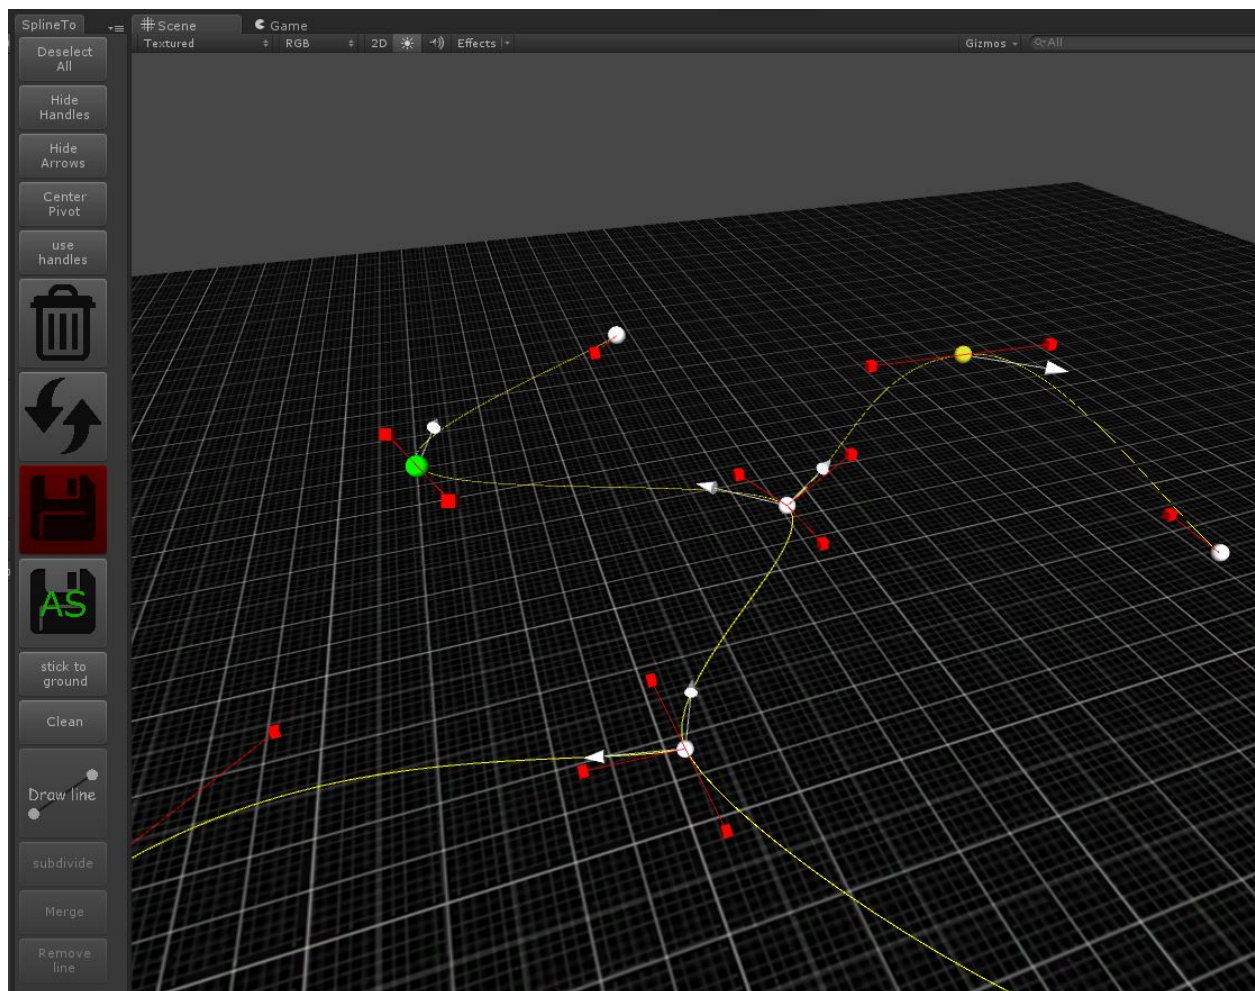 SplineTo
Scene
Game
Textured
RGB
2D
Effects
Gizmos
All
Deselect
All
Hide
Handles
Hide
Arrows
Center
Pivot
use
handles
AS
stick to
ground
Clean
Draw line
subdivide
Merge
Remove
line